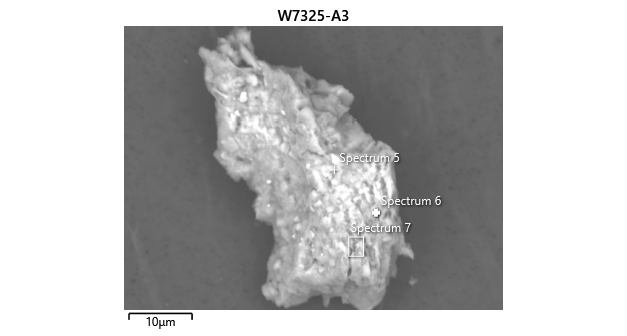 W7325-A3
Spectrum 5
Spectrum 6
Spectrum 7
10μm